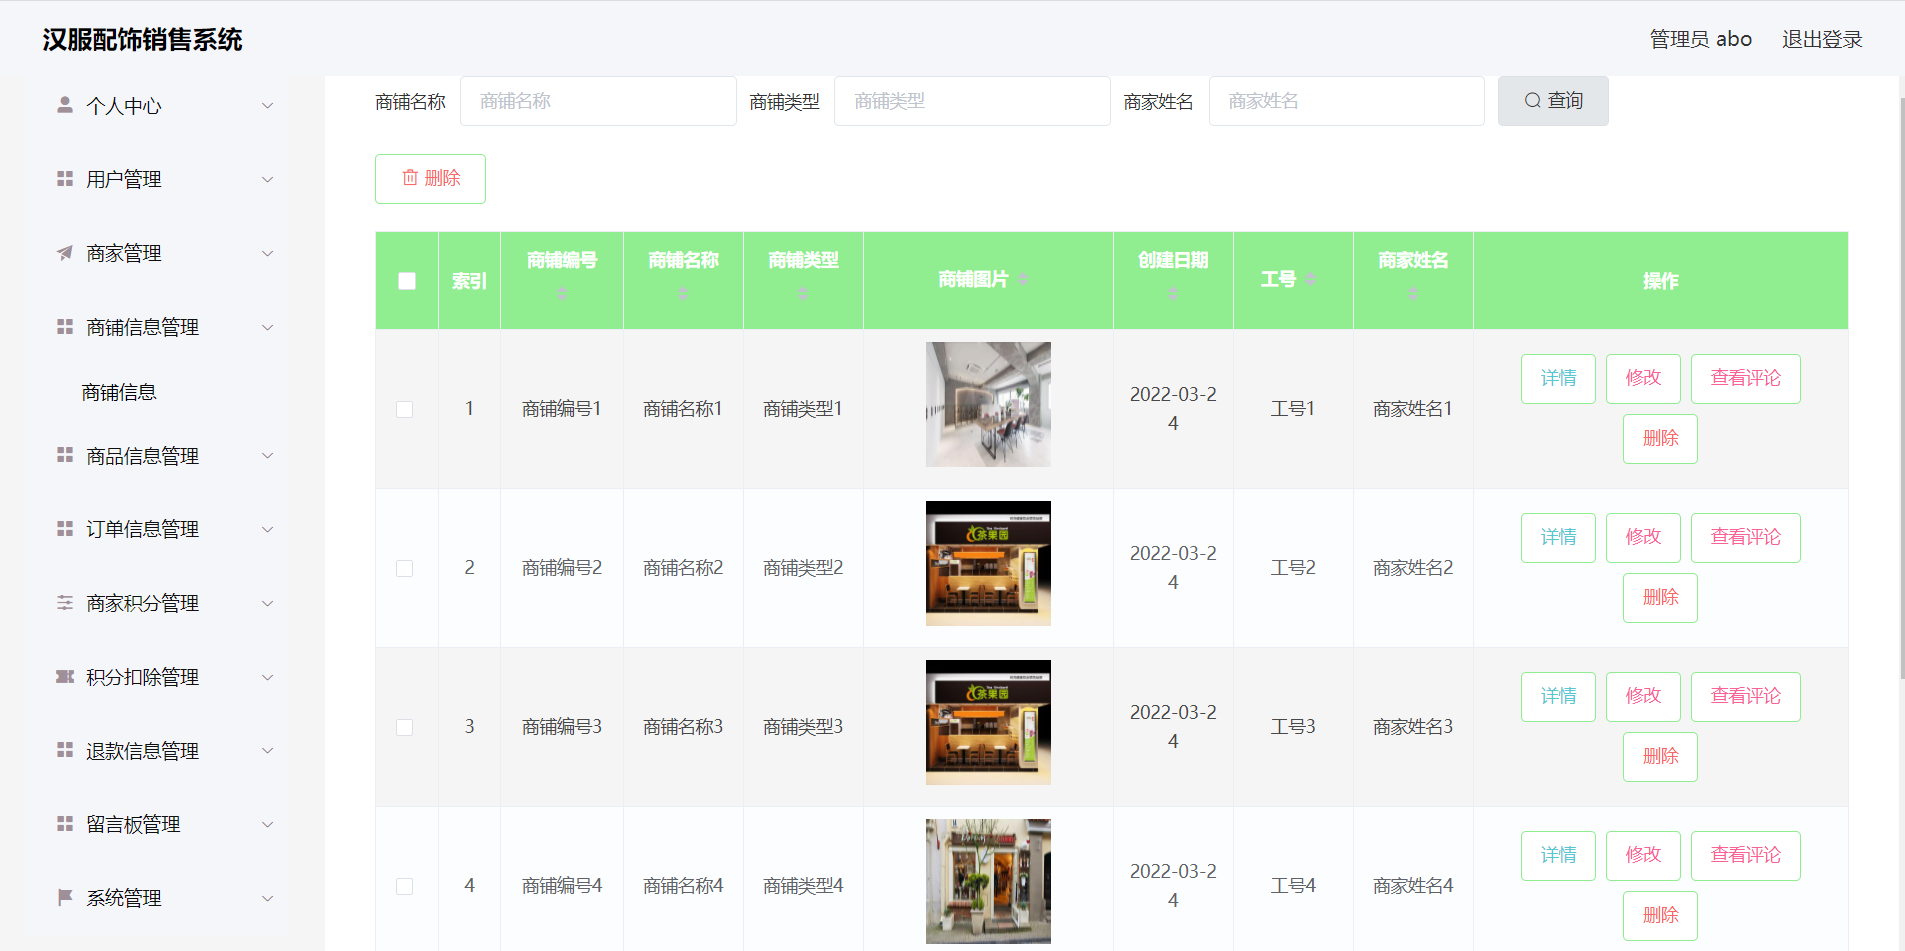 汉服配饰销售系统
管理员 abo
退出登录
个人中心
用户管理
商家管理
商铺信息管理
商铺信息
商品信息管理
订单信息管理
商家积分管理
积分扣除管理
退款信息管理
留言板管理
系统管理
商铺名称 商铺名称 商铺类型 商铺类型 商家姓名 商家姓名 查询
删除
索引 商铺编号 商铺名称 商铺类型 商铺图片 创建日期 工号 商家姓名 操作
1 商铺编号1 商铺名称1 商铺类型1 2022-03-2
4 工号1 商家姓名1 详情 修改 查看评论
删除
2 商铺编号2 商铺名称2 商铺类型2 茶果园 2022-03-2
4 工号2 商家姓名2 详情 修改 查看评论
删除
3 商铺编号3 商铺名称3 商铺类型3 茶果园 2022-03-2
4 工号3 商家姓名3 详情 修改 查看评论
删除
4 商铺编号4 商铺名称4 商铺类型4 2022-03-2
4 工号4 商家姓名4 详情 修改 查看评论
删除